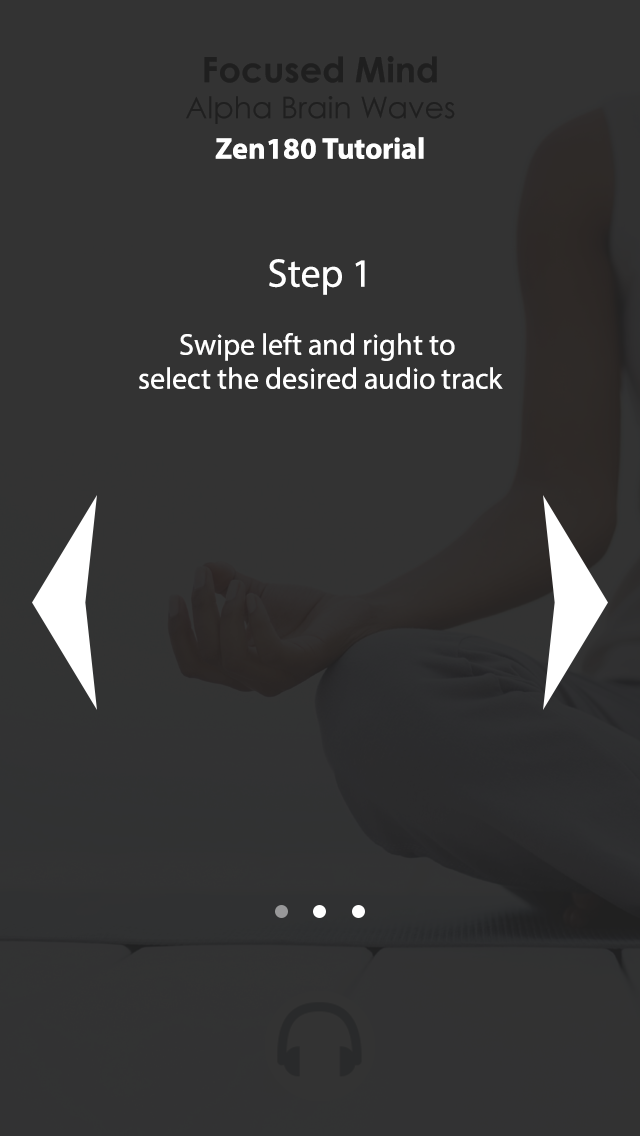 Focused Mind
Alpha Brain Waves
Zen180 Tutorial
Step 1
Swipe left and right to
select the desired audio track